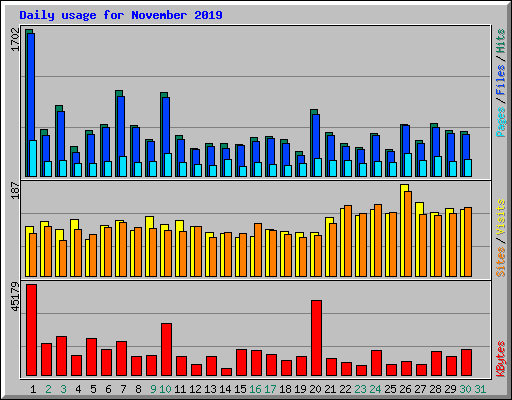 Daily usage for November 2019
1702
Pages / Files / Hits
187
Sites / Visits
45179
KBytes
1 2 3 4 5 6 7 8 9 10 11 12 13 14 15 16 17 18 19 20 21 22 23 24 25 26 27 28 29 30 31